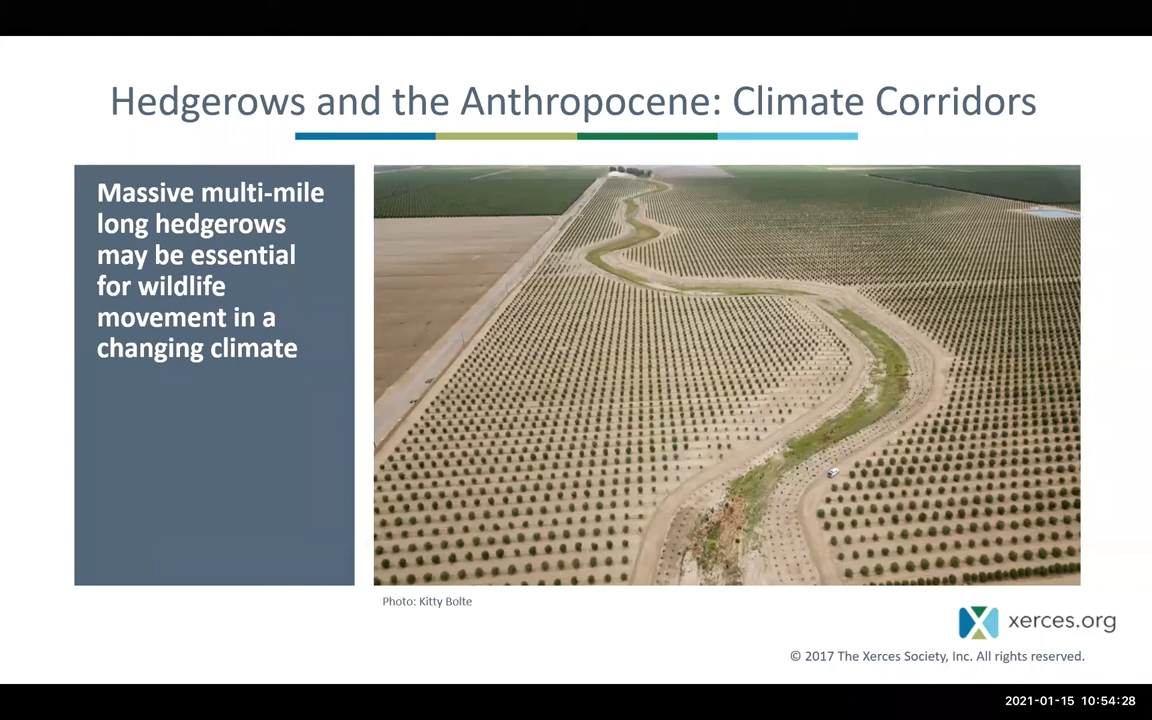 Hedgerows and the Anthropocene: Climate Corridors
Massive multi-mile
long hedgerows
may be essential
for wildlife
movement in a
changing climate
Photo: Kitty Bolte
xerces.org
© 2017 The Xerces Society, Inc. All rights reserved.
2021-01-15 10:54:28